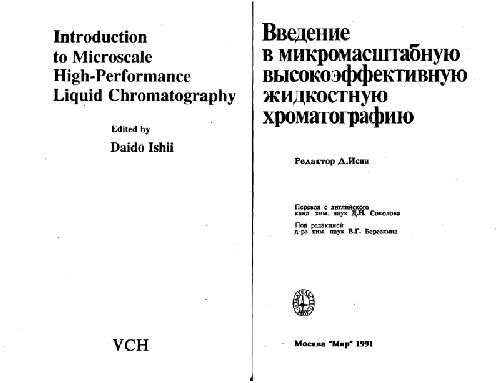 Introduction
to Microscale
High-Performance
Liquid Chromatography
Edited by
Daido Ishii
VCH
Введение
в микромасштабную
высокоэффективную
жидкостную
хроматографию
Редактор Д.Исии
Перевод с английского
канд. хим. наук Д.Н. Соколова
Под редакцией
д-ра хим. наук В.Г. Березкина
Москва "Мир" 1991